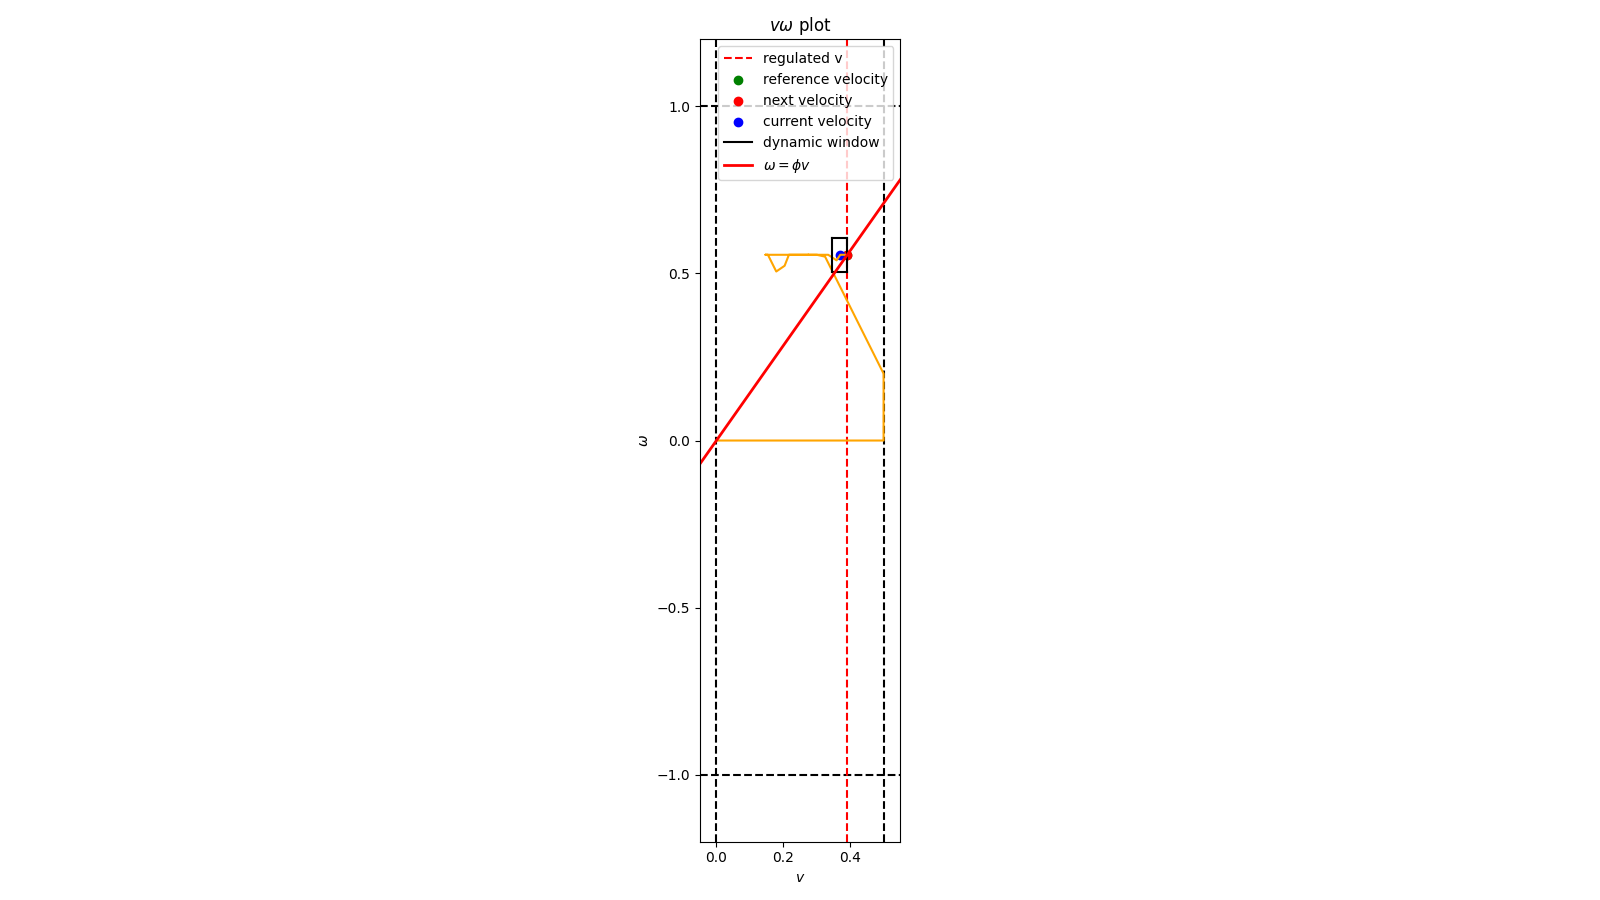 vω plot
regulated v
reference velocity
next velocity
current velocity
dynamic window
ω = ϕv
1.0
0.5
0.0
−0.5
−1.0
ω
0.0 0.2 0.4
v